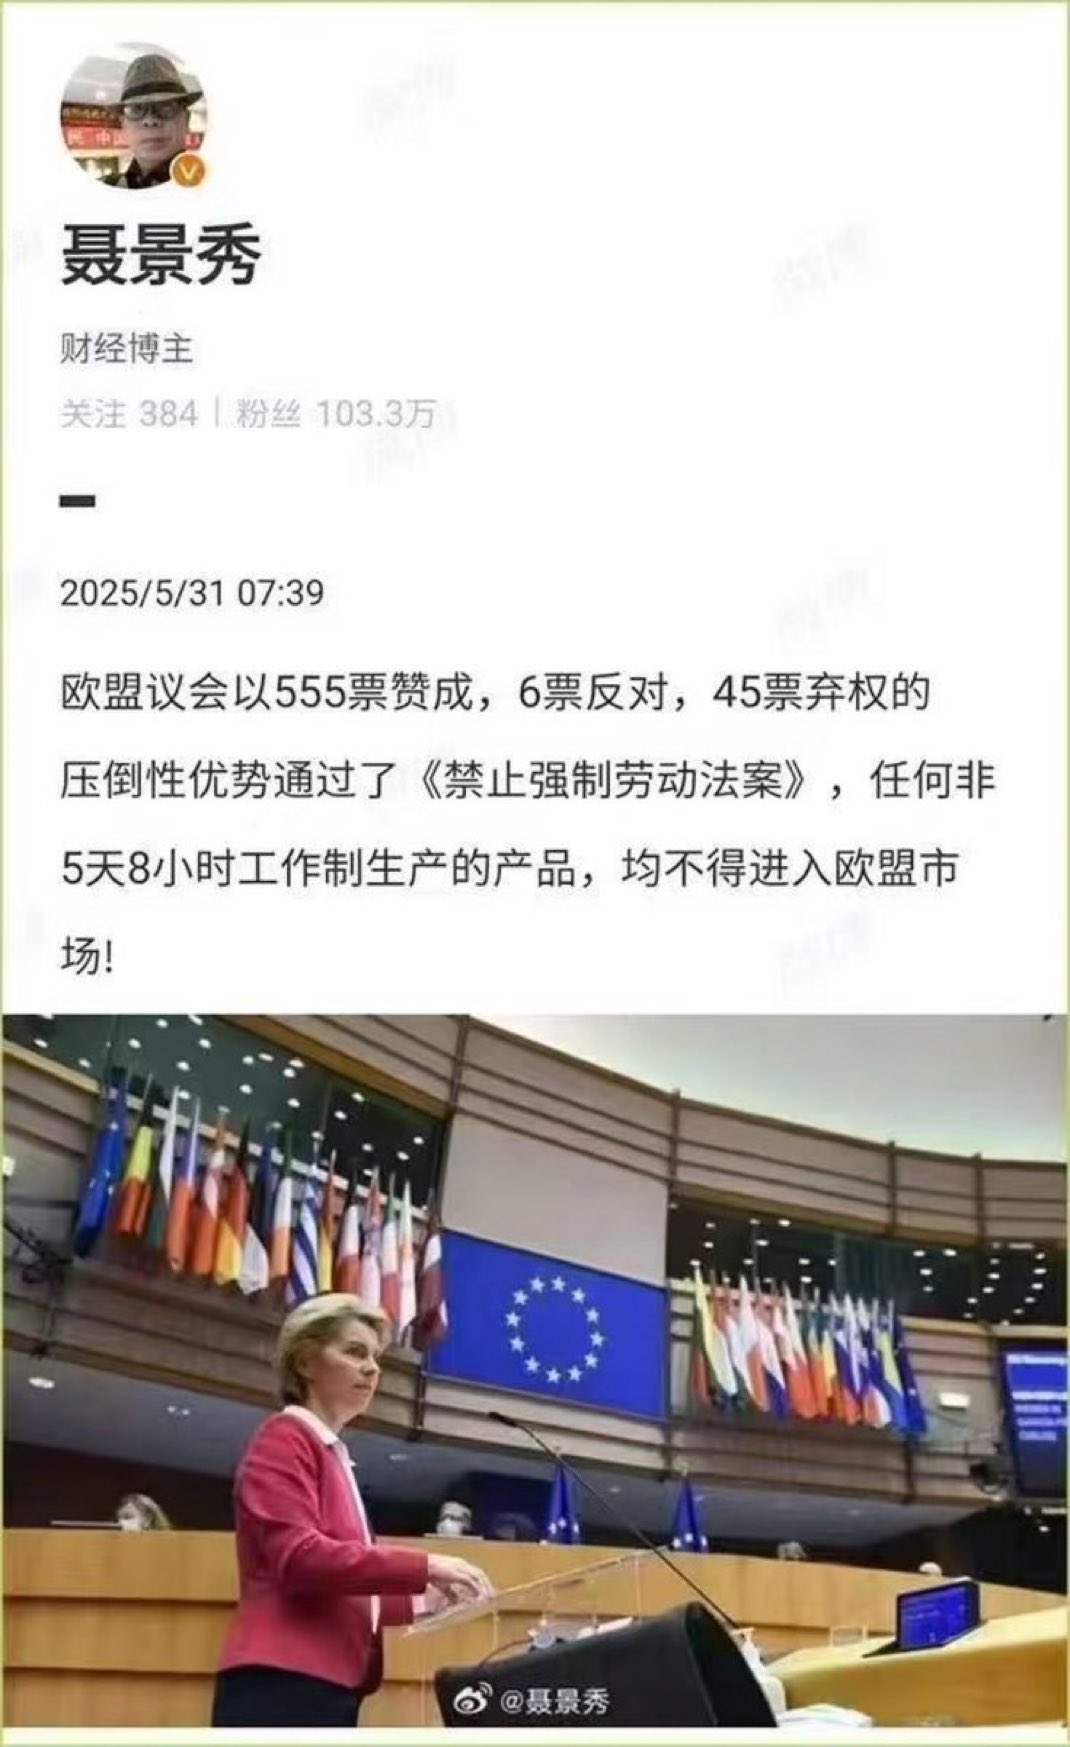 聂景秀
财经博主
关注 384 | 粉丝 103.3万
2025/5/31 07:39
欧盟议会以555票赞成，6票反对，45票弃权的
压倒性优势通过了《禁止强制劳动法案》，任何非
5天8小时工作制生产的产品，均不得进入欧盟市
场!
@聂景秀